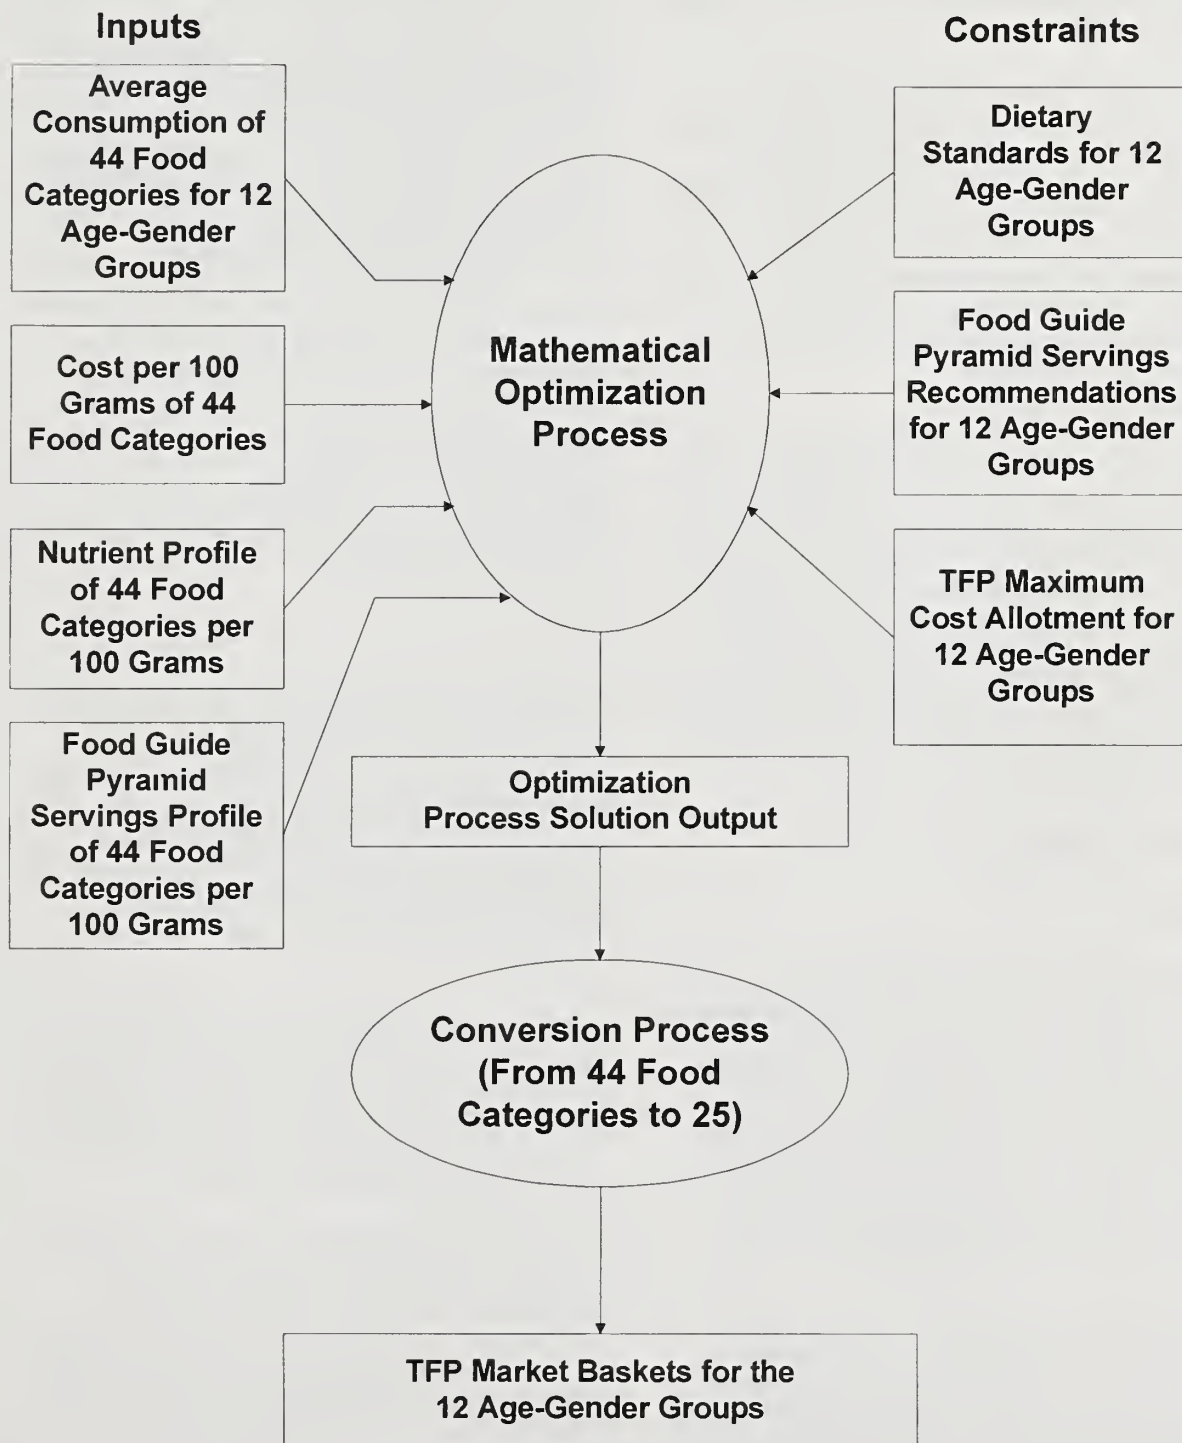 Inputs
Average
Consumption of
44 Food
Categories for 12
Age-Gender
Groups
Cost per 100
Grams of 44
Food Categories
Nutrient Profile
of 44 Food
Categories per
100 Grams
Food Guide
Pyramid
Servings Profile
of 44 Food
Categories per
100 Grams
Mathematical
Optimization
Process
Constraints
Dietary
Standards for 12
Age-Gender
Groups
Food Guide
Pyramid Servings
Recommendations
for 12 Age-Gender
Groups
TFP Maximum
Cost Allotment for
12 Age-Gender
Groups
Optimization
Process Solution Output
Conversion Process
(From 44 Food
Categories to 25)
TFP Market Baskets for the
12 Age-Gender Groups